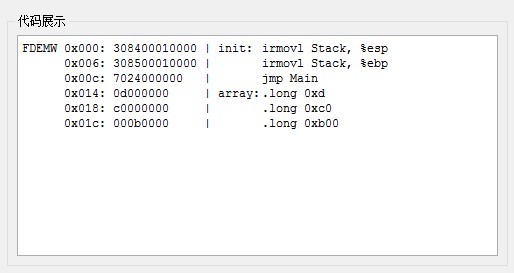 代码展示
FDEMW 0x000: 308400010000 | init: irmovl Stack, %esp
0x006: 308500010000 | irmovl Stack, %ebp
0x00c: 7024000000 | jmp Main
0x014: 0d000000 | array: .long 0xd
0x018: c0000000 | .long 0xc0
0x01c: 000b0000 | .long 0xb00